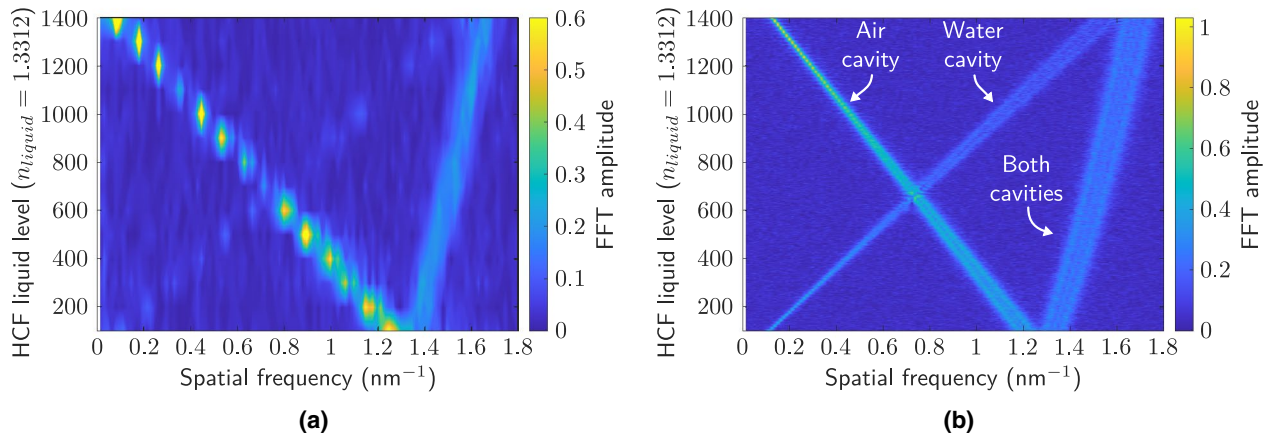 HCF liquid level (n_liquid = 1.3312)
1400
1200
1000
800
600
400
200
0 0.2 0.4 0.6 0.8 1 1.2 1.4 1.6 1.8
Spatial frequency (nm⁻¹)
0.6
0.5
0.4
0.3
0.2
0.1
0
FFT amplitude
(a)
HCF liquid level (n_liquid = 1.3312)
1400
1200
1000
800
600
400
200
Air
cavity
Water
cavity
Both
cavities
0 0.2 0.4 0.6 0.8 1 1.2 1.4 1.6 1.8
Spatial frequency (nm⁻¹)
1
0.8
0.6
0.4
0.2
0
FFT amplitude
(b)